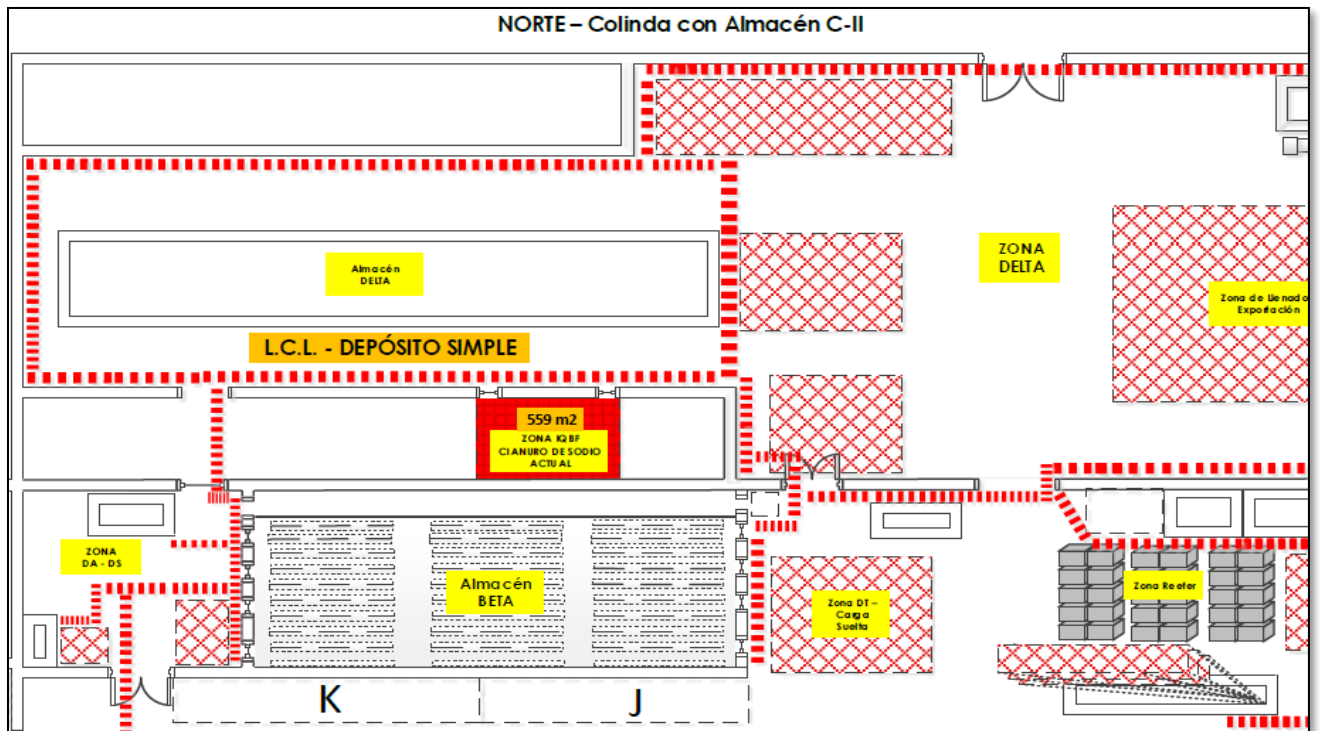 NORTE – Colinda con Almacén C-II
ZONA
DELTA
Almacén
DELTA
Zona de Llenado
Exportación
L.C.L. - DEPÓSITO SIMPLE
559 m2
ZONA IQBF
CIANURO DE SODIO
ACTUAL
ZONA
DA - DS
Almacén
BETA
Zona DT –
Carga
Suelta
Zona Reefer
K
J